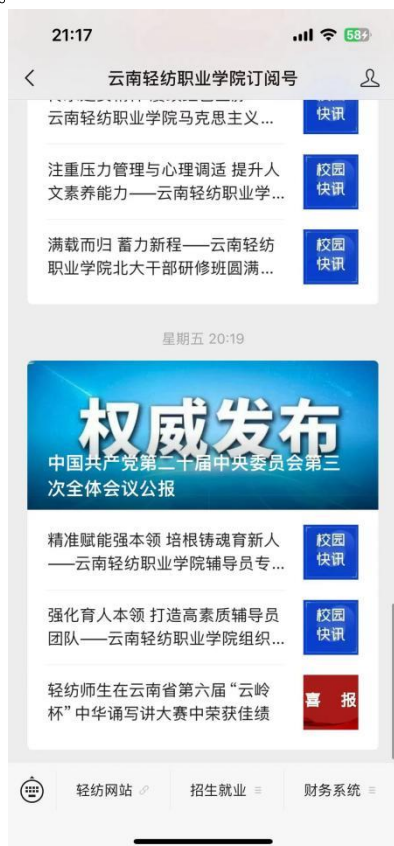 21:17
58
云南轻纺职业学院订阅号
云南轻纺职业学院马克思主义...
快讯
注重压力管理与心理调适 提升人
文素养能力——云南轻纺职业学...
校园
快讯
满载而归 蓄力新程——云南轻纺
职业学院北大干部研修班圆满...
校园
快讯
星期五 20:19
权威发布
中国共产党第二十届中央委员会第三
次全体会议公报
精准赋能强本领 培根铸魂育新人
——云南轻纺职业学院辅导员专...
校园
快讯
强化育人本领 打造高素质辅导员
团队——云南轻纺职业学院组织...
校园
快讯
轻纺师生在云南省第六届“云岭
杯”中华诵写讲大赛中荣获佳绩
喜 报
轻纺网站
招生就业
财务系统